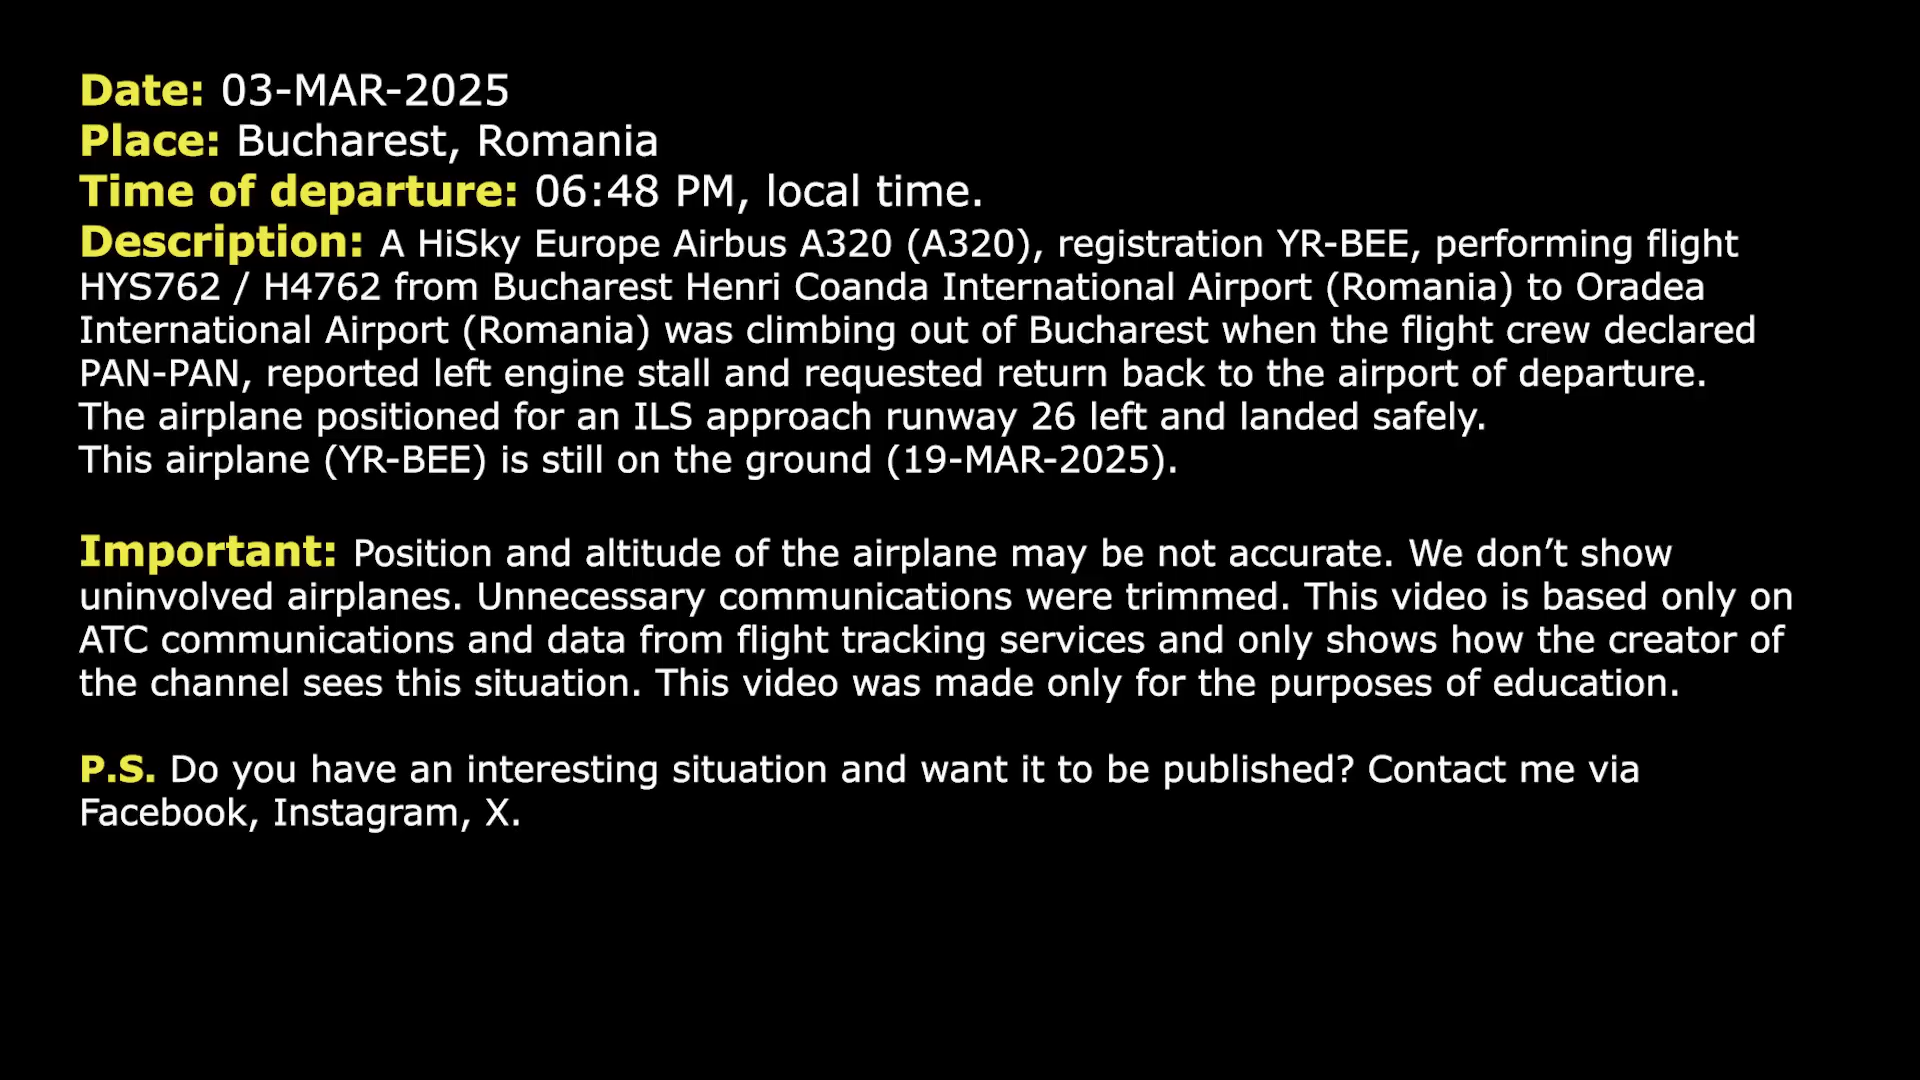 Date: 03-MAR-2025
Place: Bucharest, Romania
Time of departure: 06:48 PM, local time.
Description: A HiSky Europe Airbus A320 (A320), registration YR-BEE, performing flight
HYS762 / H4762 from Bucharest Henri Coanda International Airport (Romania) to Oradea
International Airport (Romania) was climbing out of Bucharest when the flight crew declared
PAN-PAN, reported left engine stall and requested return back to the airport of departure.
The airplane positioned for an ILS approach runway 26 left and landed safely.
This airplane (YR-BEE) is still on the ground (19-MAR-2025).
Important: Position and altitude of the airplane may be not accurate. We don’t show
uninvolved airplanes. Unnecessary communications were trimmed. This video is based only on
ATC communications and data from flight tracking services and only shows how the creator of
the channel sees this situation. This video was made only for the purposes of education.
P.S. Do you have an interesting situation and want it to be published? Contact me via
Facebook, Instagram, X.